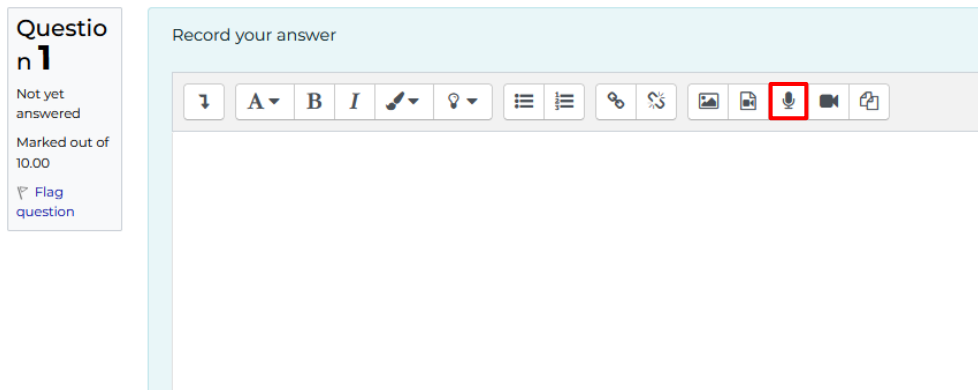 Questio
n 1
Not yet
answered
Marked out of
10.00
Flag
question
Record your answer
A B I